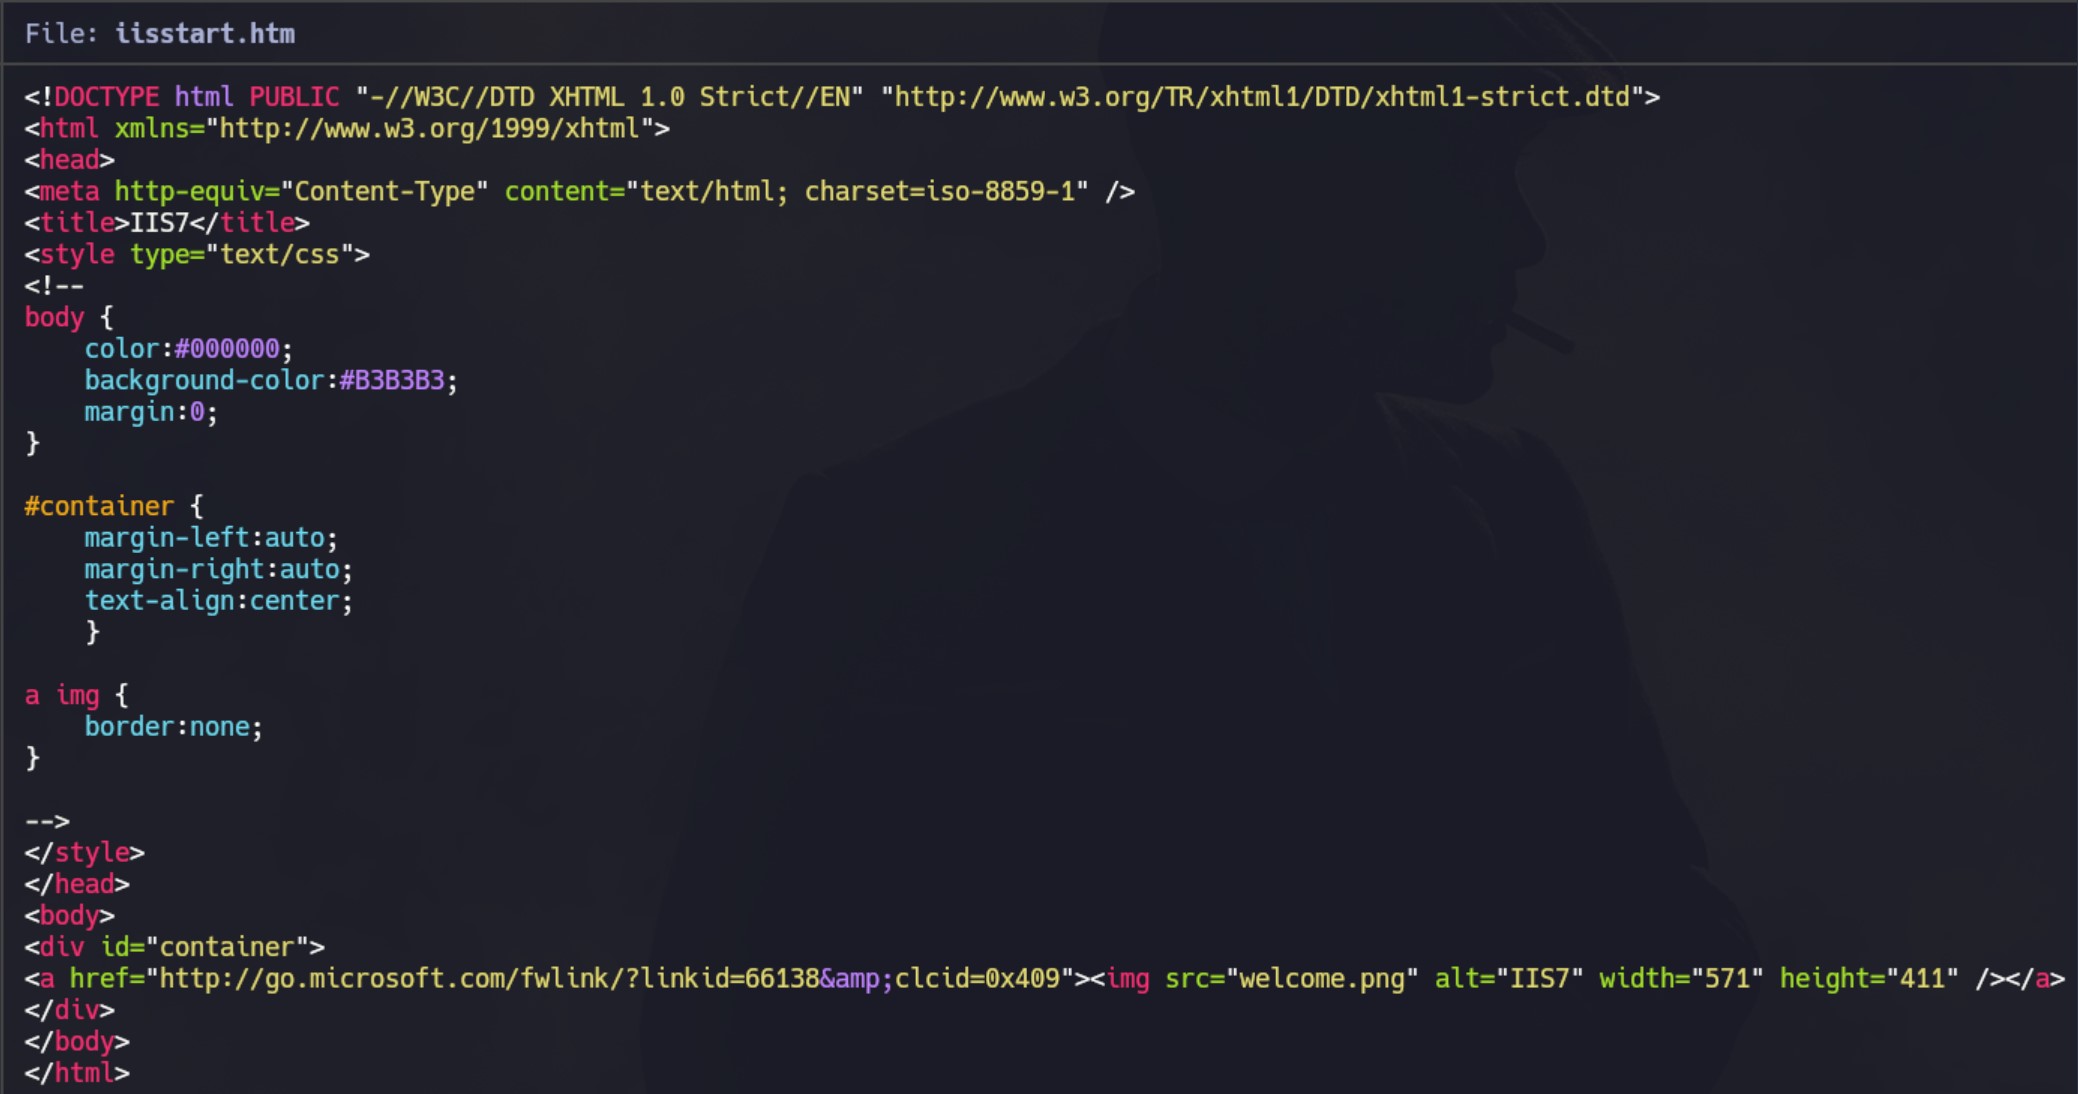 File: iisstart.htm
<!DOCTYPE html PUBLIC "-//W3C//DTD XHTML 1.0 Strict//EN" "http://www.w3.org/TR/xhtml1/DTD/xhtml1-strict.dtd">
<html xmlns="http://www.w3.org/1999/xhtml">
<head>
<meta http-equiv="Content-Type" content="text/html; charset=iso-8859-1" />
<title>IIS7</title>
<style type="text/css">
<!--
body {
    color:#000000;
    background-color:#B3B3B3;
    margin:0;
}

#container {
    margin-left:auto;
    margin-right:auto;
    text-align:center;
    }

a img {
    border:none;
}

-->
</style>
</head>
<body>
<div id="container">
<a href="http://go.microsoft.com/fwlink/?linkid=66138&amp;clcid=0x409"><img src="welcome.png" alt="IIS7" width="571" height="411" /></a>
</div>
</body>
</html>